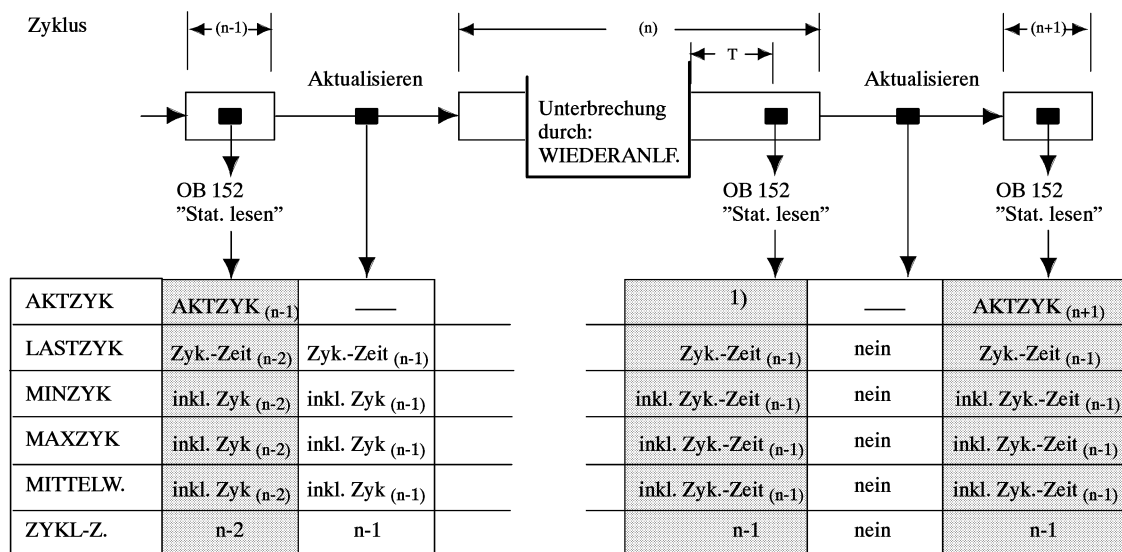 Zyklus
(n-1)
(n)
(n+1)
T
Aktualisieren
Aktualisieren
Unterbrechung
durch:
WIEDERANLF.
OB 152
”Stat. lesen”
OB 152
”Stat. lesen”
OB 152
”Stat. lesen”
AKTZYK AKTZYK (n-1) — 1) — AKTZYK (n+1)
LASTZYK Zyk.-Zeit (n-2) Zyk.-Zeit (n-1) Zyk.-Zeit (n-1) nein Zyk.-Zeit (n-1)
MINZYK inkl. Zyk (n-2) inkl. Zyk (n-1) inkl. Zyk.-Zeit (n-1) nein inkl. Zyk.-Zeit (n-1)
MAXZYK inkl. Zyk (n-2) inkl. Zyk (n-1) inkl. Zyk.-Zeit (n-1) nein inkl. Zyk.-Zeit (n-1)
MITTELW. inkl. Zyk (n-2) inkl. Zyk (n-1) inkl. Zyk.-Zeit (n-1) nein inkl. Zyk.-Zeit (n-1)
ZYKL-Z. n-2 n-1 n-1 nein n-1